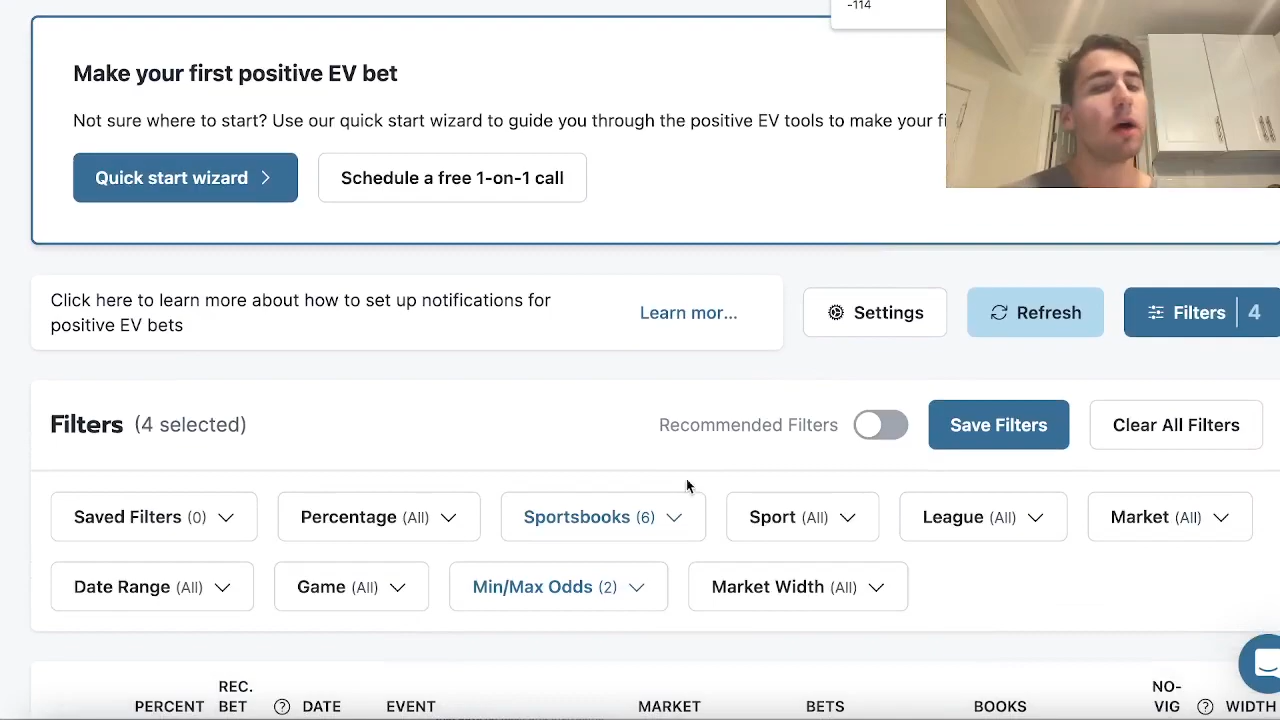 -114
Make your first positive EV bet
Not sure where to start? Use our quick start wizard to guide you through the positive EV tools to make your fi
Quick start wizard
Schedule a free 1-on-1 call
Click here to learn more about how to set up notifications for
positive EV bets
Learn mor...
Settings
Refresh
Filters 4
Filters (4 selected)
Recommended Filters
Save Filters
Clear All Filters
Saved Filters (0)
Percentage (All)
Sportsbooks (6)
Sport (All)
League (All)
Market (All)
Date Range (All)
Game (All)
Min/Max Odds (2)
Market Width (All)
PERCENT
REC.
BET
?
DATE
EVENT
MARKET
BETS
BOOKS
NO-
VIG
?
WIDTH